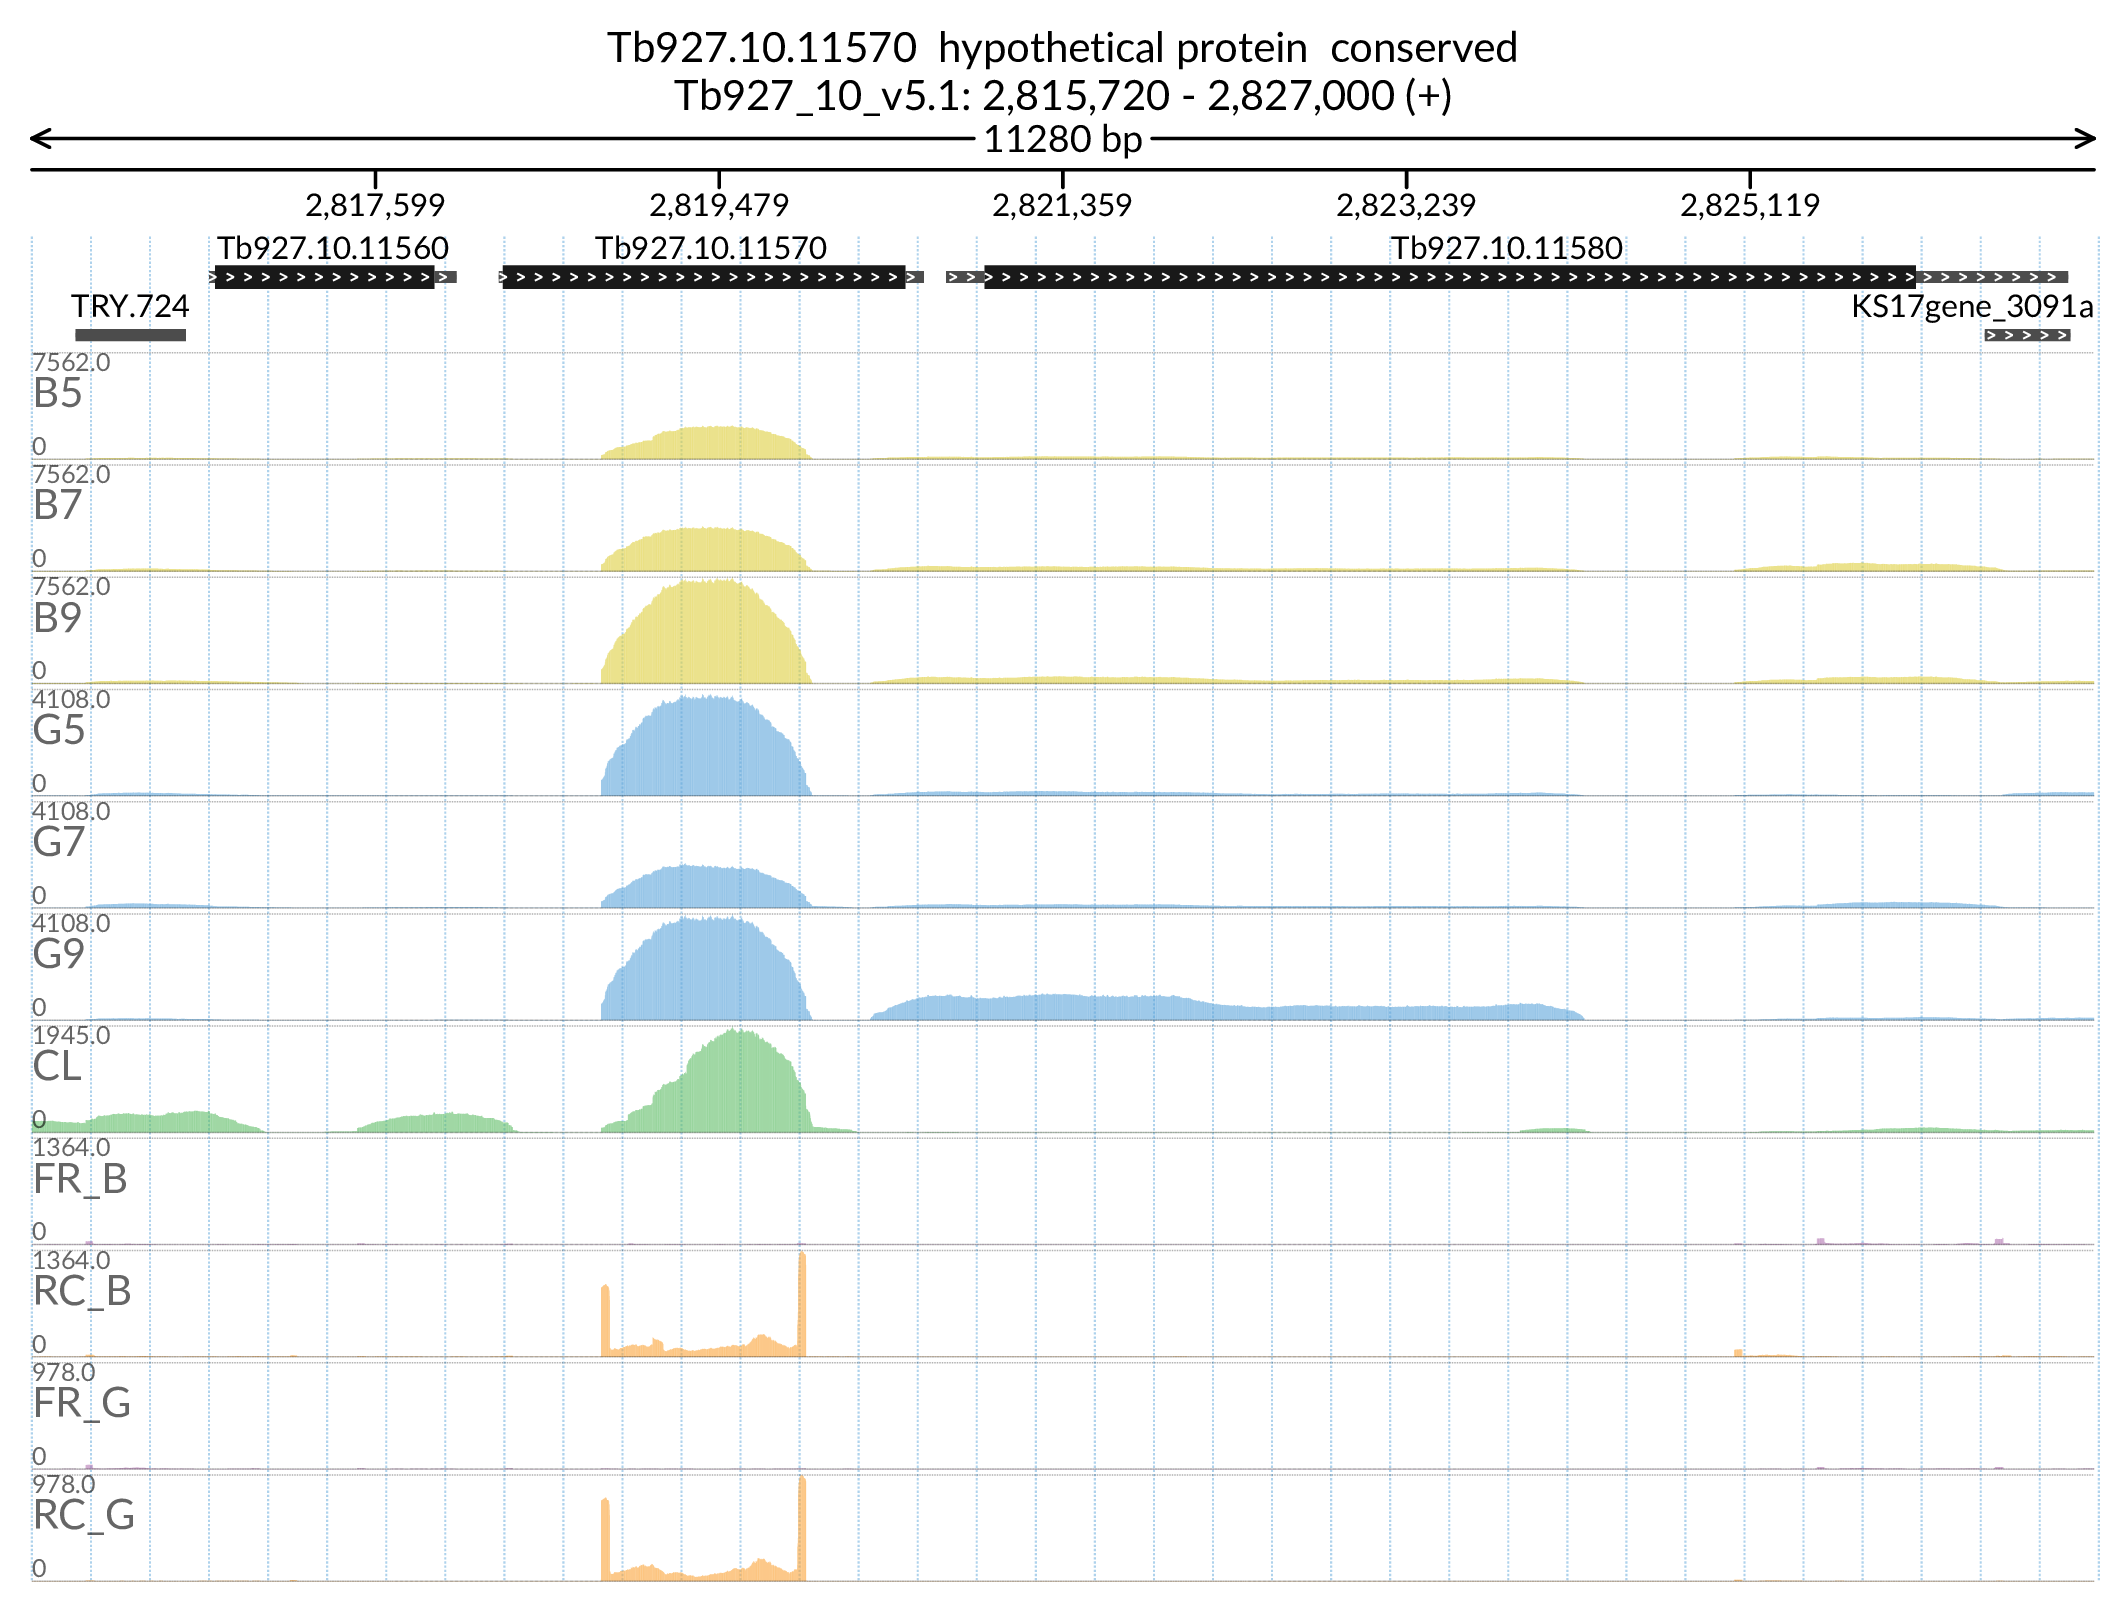 Tb927.10.11570 hypothetical protein conserved
Tb927_10_v5.1: 2,815,720 - 2,827,000 (+)
11280 bp
2,817,599 2,819,479 2,821,359 2,823,239 2,825,119
Tb927.10.11560 Tb927.10.11570 Tb927.10.11580
TRY.724 KS17gene_3091a
7562.0
B5
0
7562.0
B7
0
7562.0
B9
0
4108.0
G5
0
4108.0
G7
0
4108.0
G9
0
1945.0
CL
0
1364.0
FR_B
0
1364.0
RC_B
0
978.0
FR_G
0
978.0
RC_G
0